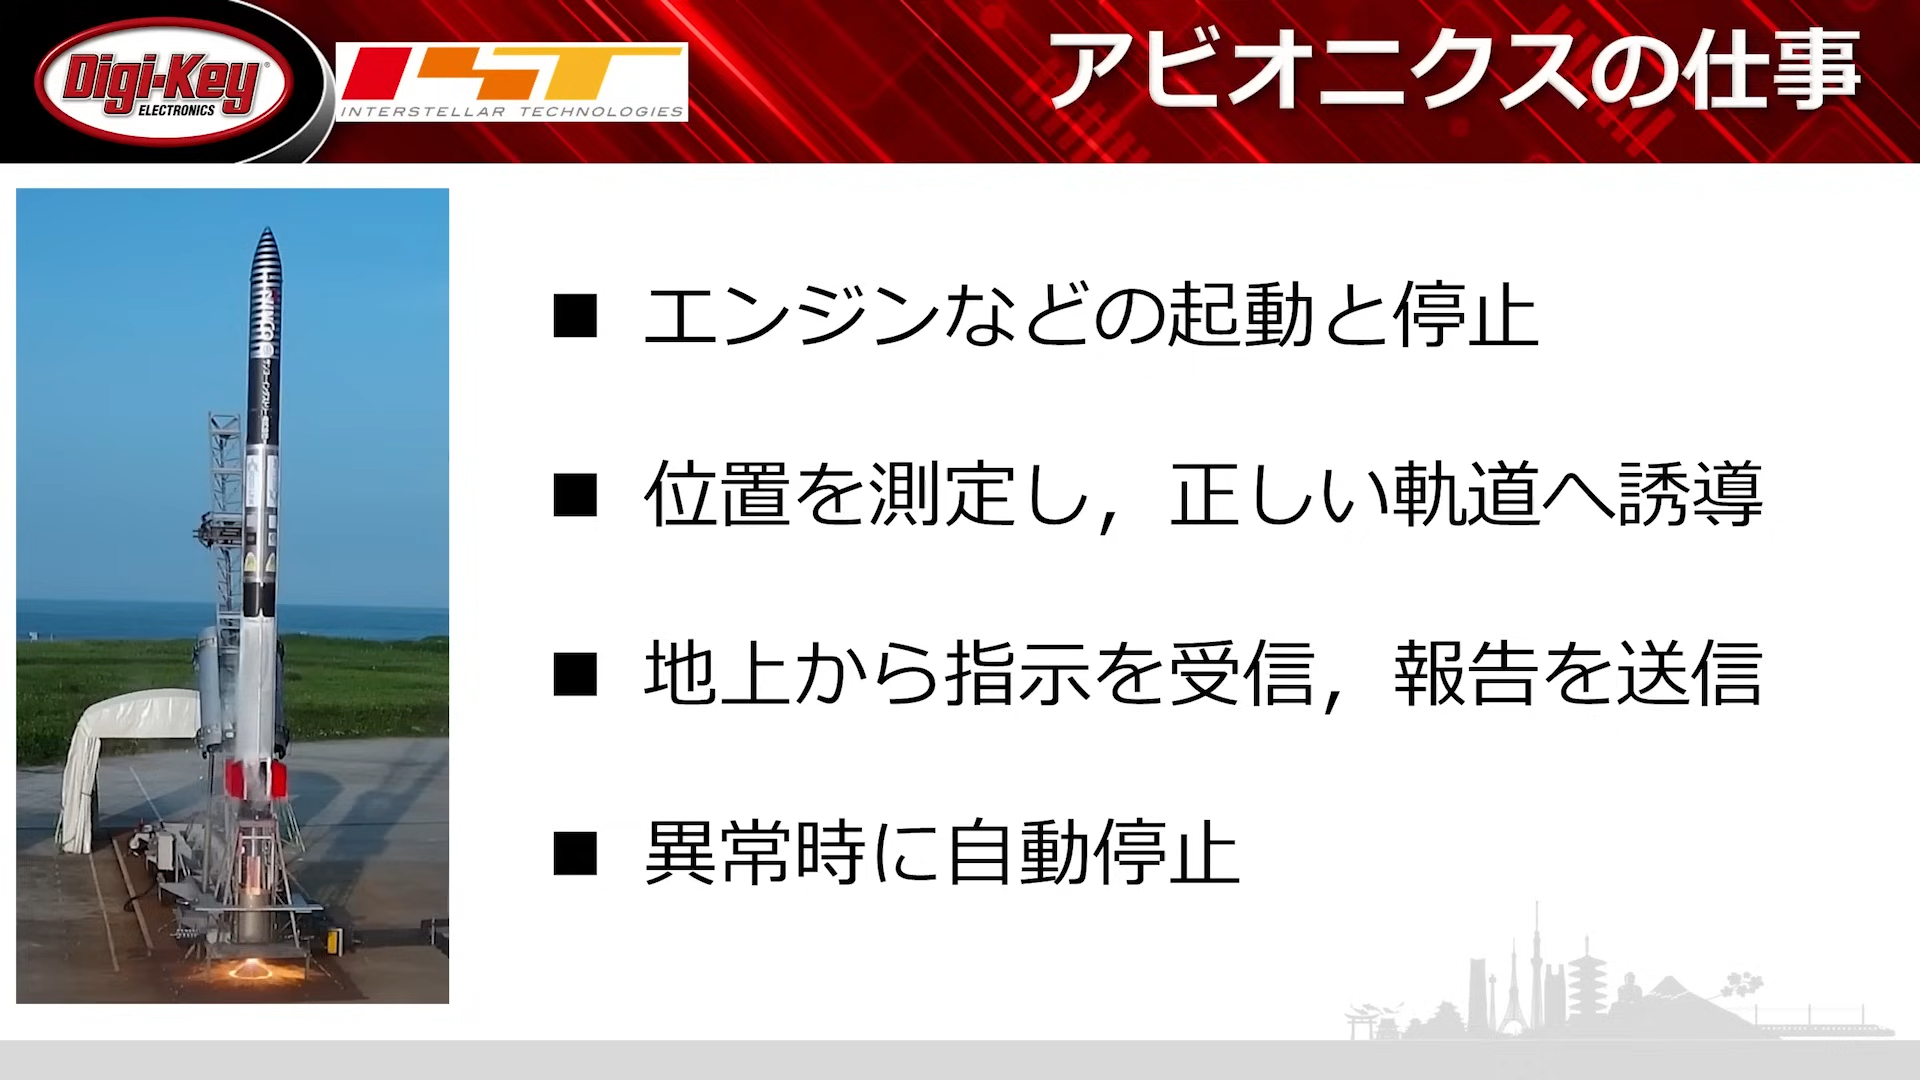 Digi-Key
ELECTRONICS
IST
INTERSTELLAR TECHNOLOGIES
アビオニクスの仕事
■ エンジンなどの起動と停止
■ 位置を測定し，正しい軌道へ誘導
■ 地上から指示を受信，報告を送信
■ 異常時に自動停止